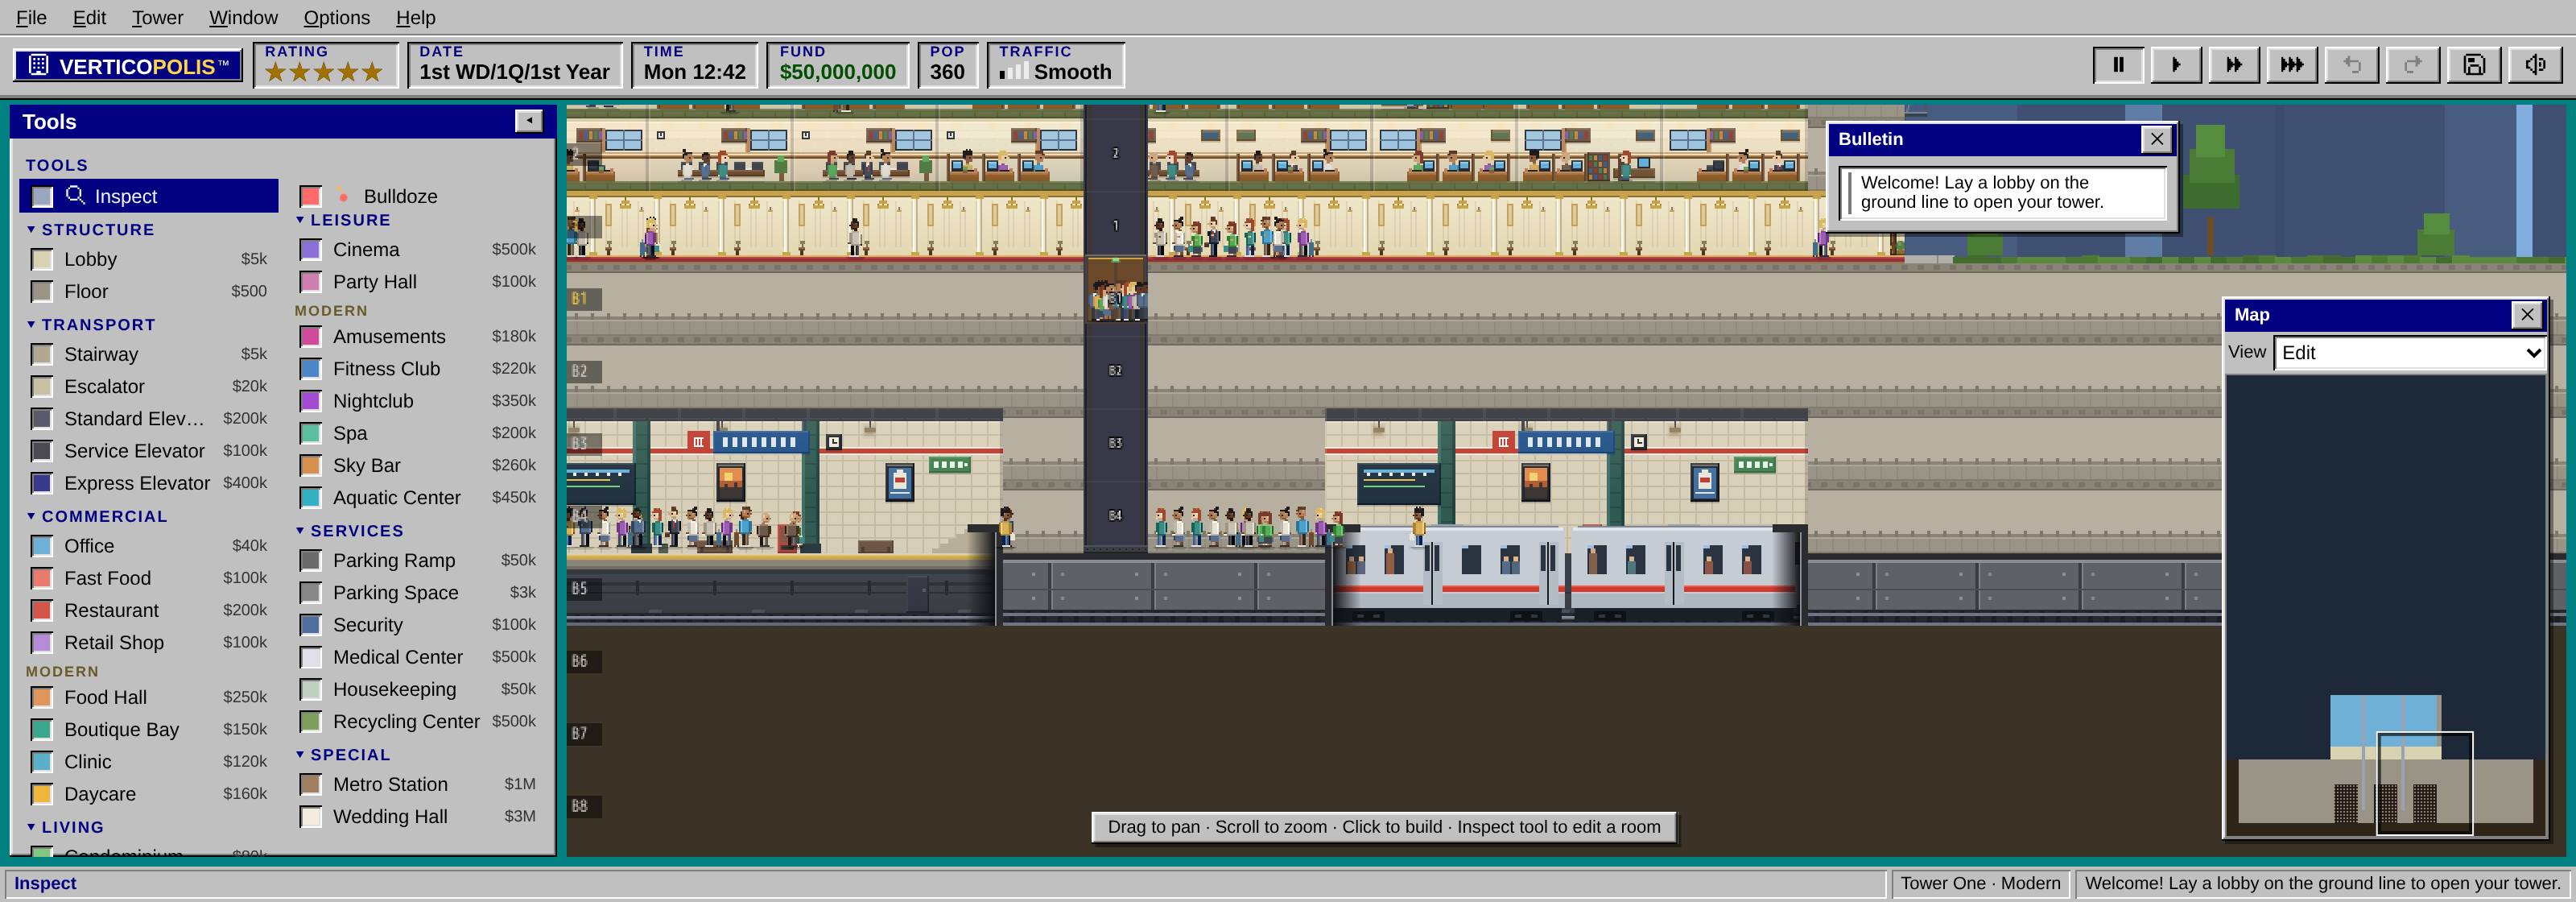 File Edit Tower Window Options Help
VERTICOPOLIS™
RATING
DATE
1st WD/1Q/1st Year
TIME
Mon 12:42
FUND
$50,000,000
POP
360
TRAFFIC
Smooth
Tools
TOOLS
Inspect
STRUCTURE
Lobby $5k
Floor $500
TRANSPORT
Stairway $5k
Escalator $20k
Standard Elev… $200k
Service Elevator $100k
Express Elevator $400k
COMMERCIAL
Office $40k
Fast Food $100k
Restaurant $200k
Retail Shop $100k
MODERN
Food Hall $250k
Boutique Bay $150k
Clinic $120k
Daycare $160k
LIVING
Condominium $80k
Bulldoze
LEISURE
Cinema $500k
Party Hall $100k
MODERN
Amusements $180k
Fitness Club $220k
Nightclub $350k
Spa $200k
Sky Bar $260k
Aquatic Center $450k
SERVICES
Parking Ramp $50k
Parking Space $3k
Security $100k
Medical Center $500k
Housekeeping $50k
Recycling Center $500k
SPECIAL
Metro Station $1M
Wedding Hall $3M
2
1
B1
B2
B3
B4
B5
B6
B7
B8
2
1
B1
B2
B3
B4
Bulletin
Welcome! Lay a lobby on the
ground line to open your tower.
Map
View Edit
Drag to pan · Scroll to zoom · Click to build · Inspect tool to edit a room
Inspect
Tower One · Modern
Welcome! Lay a lobby on the ground line to open your tower.